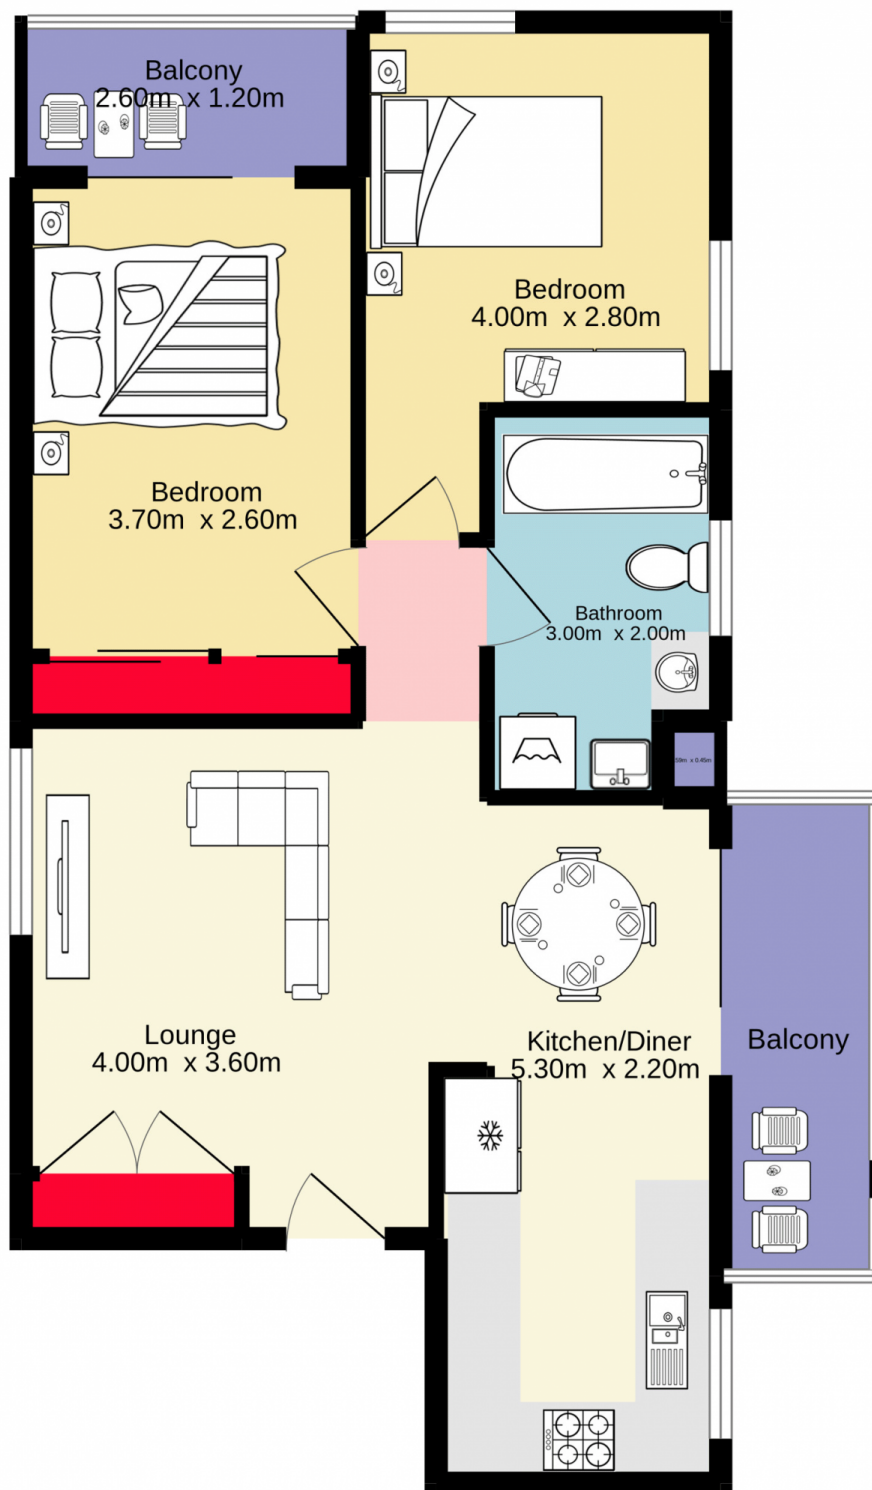 Balcony
2.60m x 1.20m
Bedroom
4.00m x 2.80m
Bedroom
3.70m x 2.60m
Bathroom
3.00m x 2.00m
Lounge
4.00m x 3.60m
Kitchen/Diner
5.30m x 2.20m
Balcony